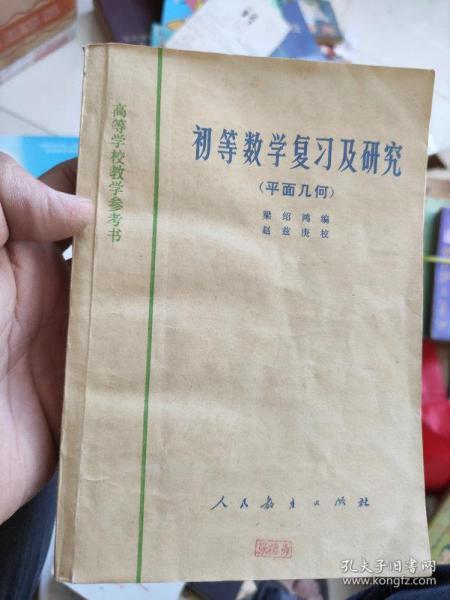 高等学校教学参考书
初等数学复习及研究
(平面几何)
梁绍鸿编
赵慈庚校
人民教育出版社
孔夫子旧书网
www.kongfz.com